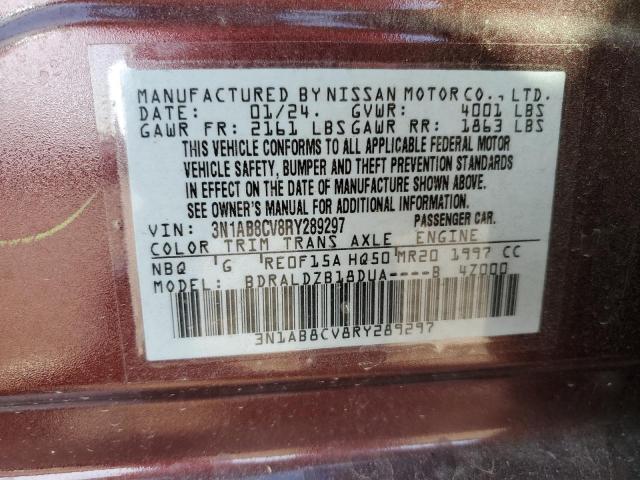 MANUFACTURED BY NISSAN MOTOR CO., LTD.
DATE: 01/24. GVWR: 4001 LBS
GAWR FR: 2161 LBS GAWR RR: 1863 LBS
THIS VEHICLE CONFORMS TO ALL APPLICABLE FEDERAL MOTOR
VEHICLE SAFETY, BUMPER AND THEFT PREVENTION STANDARDS
IN EFFECT ON THE DATE OF MANUFACTURE SHOWN ABOVE.
SEE OWNER'S MANUAL FOR ADDITIONAL INFORMATION.
VIN: 3N1AB8CV8RY289297 PASSENGER CAR.
COLOR TRIM TRANS AXLE ENGINE
NBQ G RE0F15A HQ50 MR20 1997 CC
MODEL: BDRALDZB18DUA----B 4Z000
3N1AB8CV8RY289297